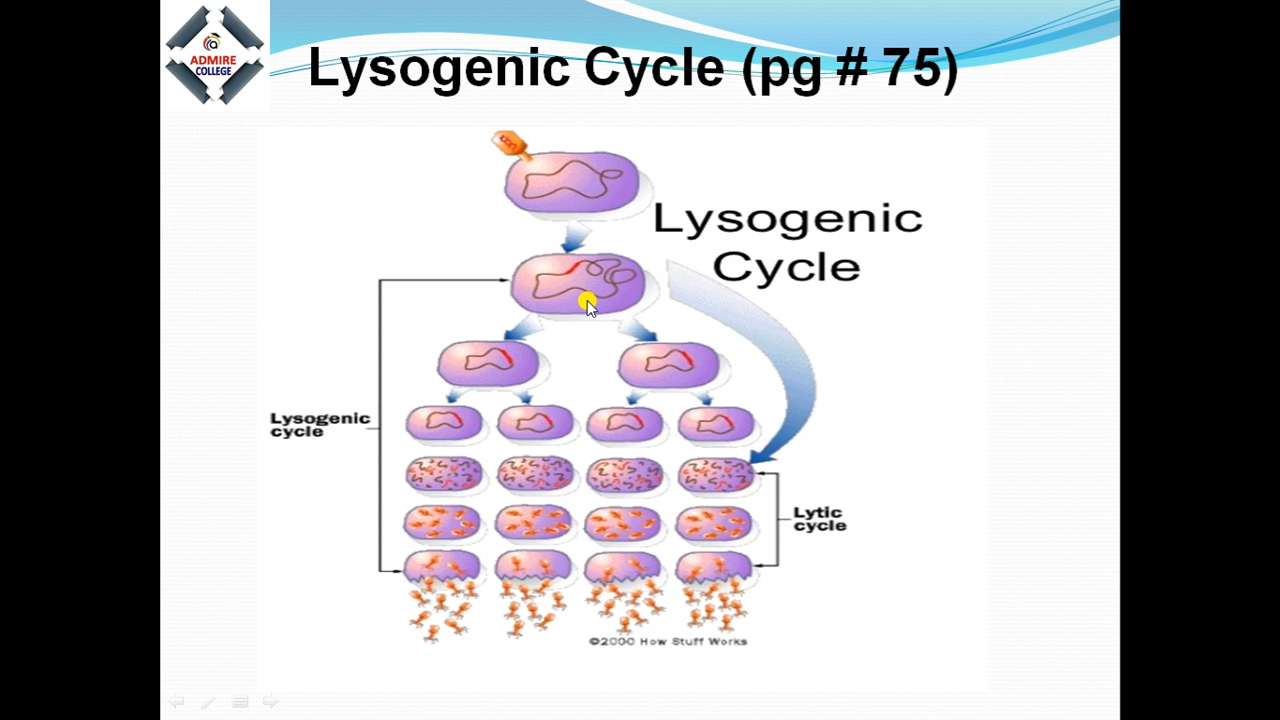 ADMIRE
COLLEGE
Lysogenic Cycle (pg # 75)
Lysogenic
Cycle
Lysogenic
cycle
Lytic
cycle
©2000 How Stuff Works